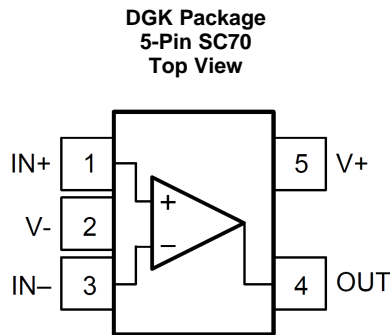 DGK Package
5-Pin SC70
Top View
IN+ 1 5 V+
+
V- 2
−
IN– 3 4 OUT